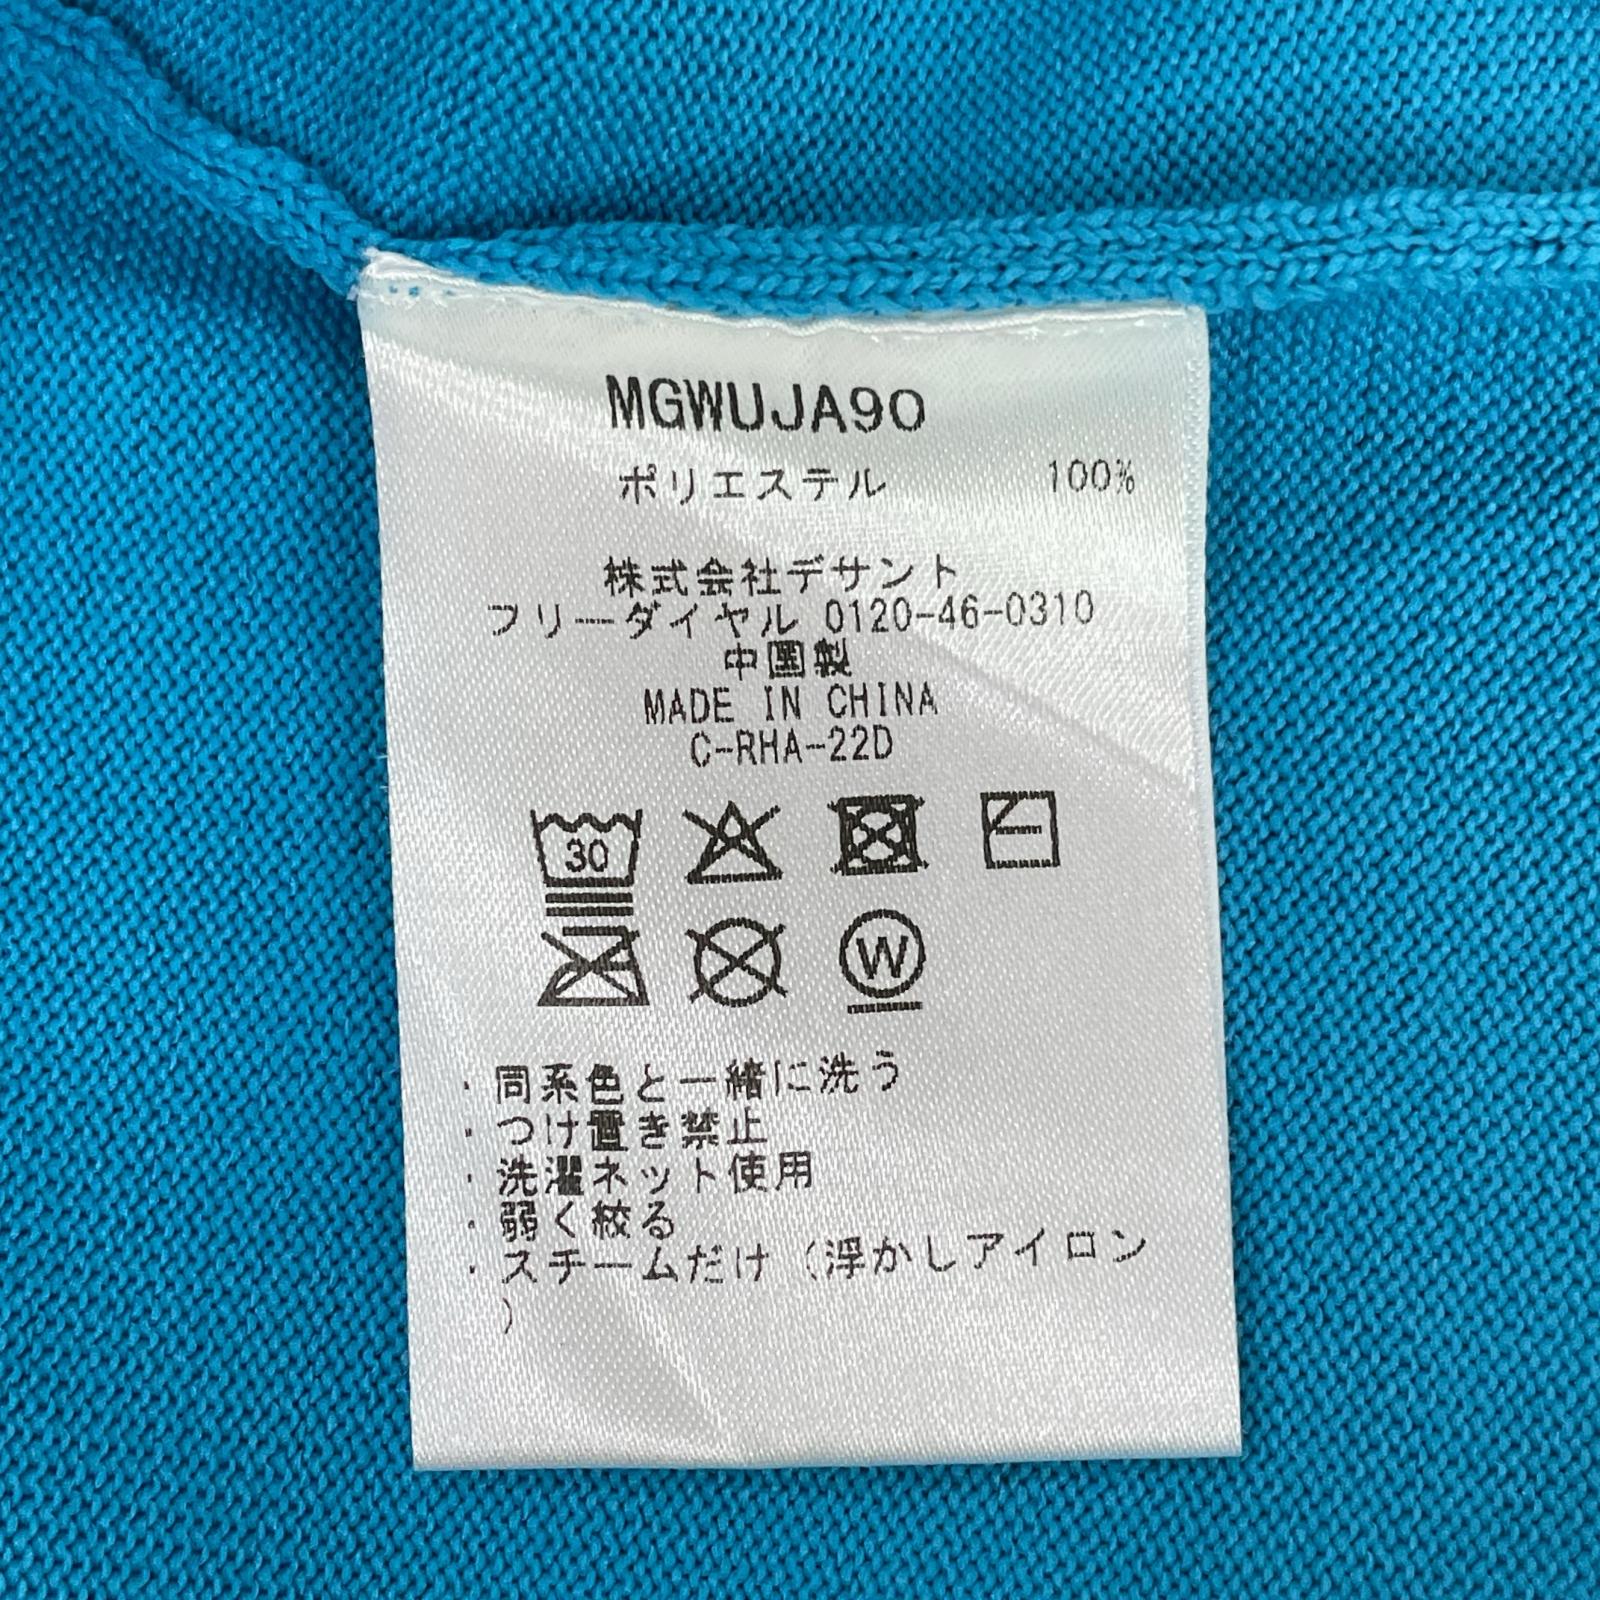 MGWUJA90
ポリエステル 100%
株式会社デサント
フリーダイヤル 0120-46-0310
中国製
MADE IN CHINA
C-RHA-22D
30
W
・同系色と一緒に洗う
・つけ置き禁止
・洗濯ネット使用
・弱く絞る
・スチームだけ（浮かしアイロン
）